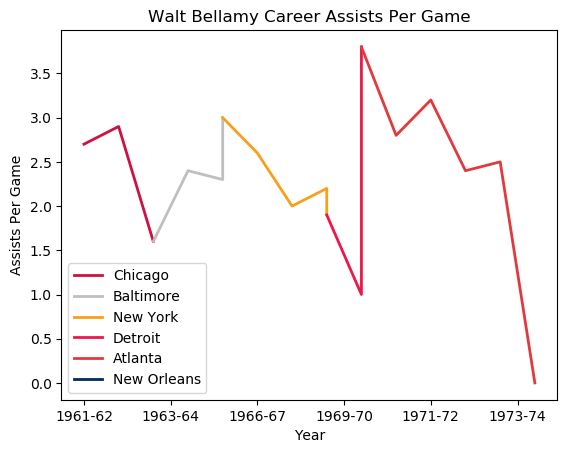 Walt Bellamy Career Assists Per Game
Assists Per Game
3.5
3.0
2.5
2.0
1.5
1.0
0.5
0.0
Chicago
Baltimore
New York
Detroit
Atlanta
New Orleans
1961-62 1963-64 1966-67 1969-70 1971-72 1973-74
Year